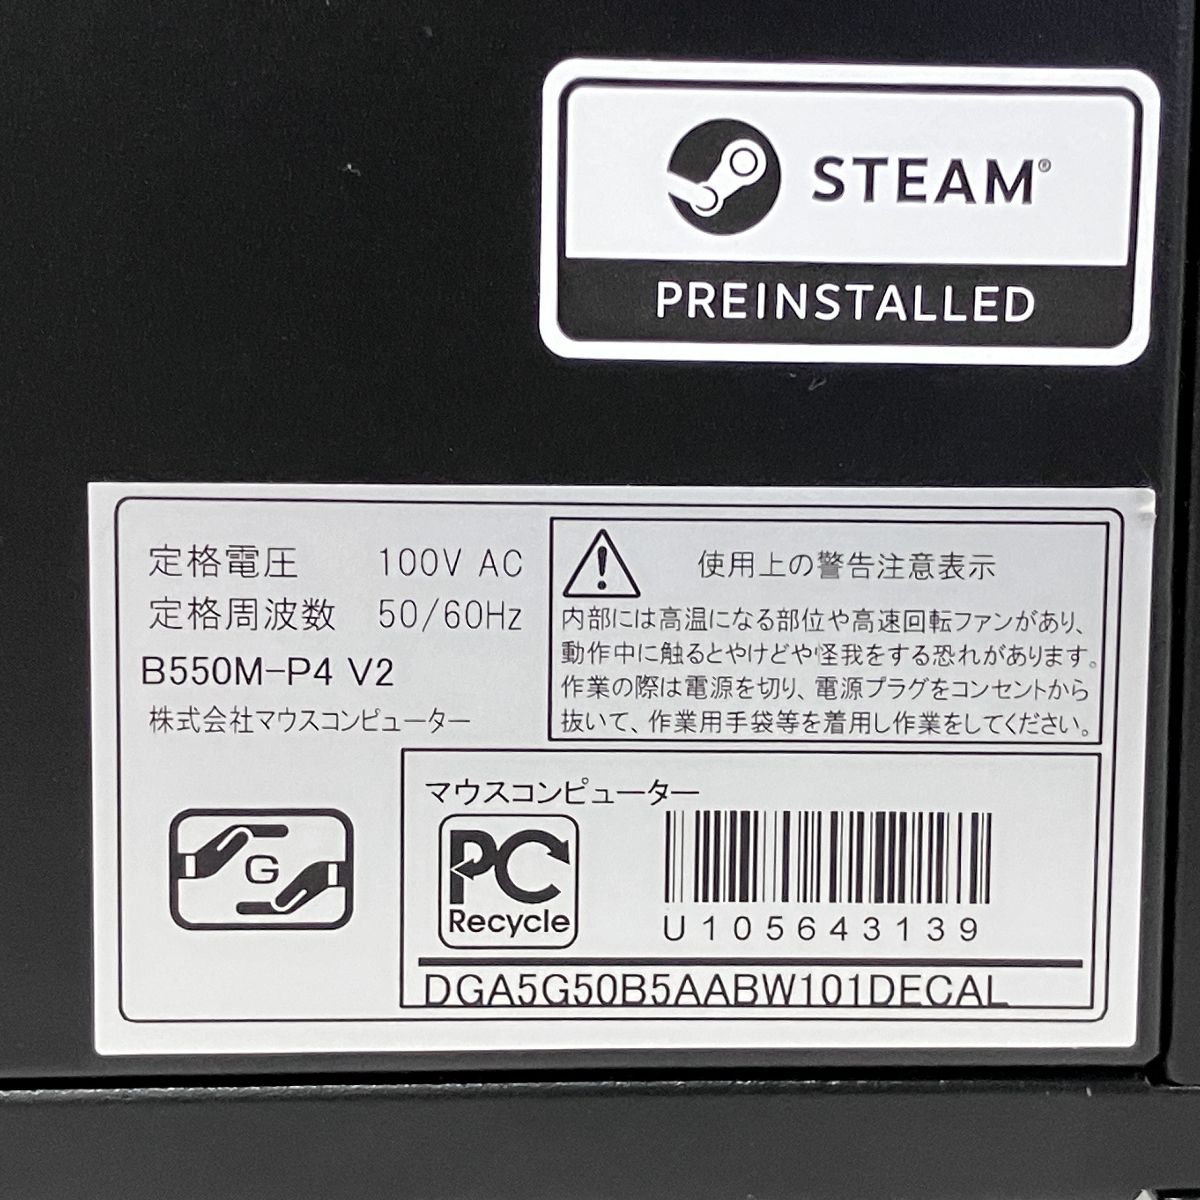 STEAM®
PREINSTALLED
定格電圧 100V AC
定格周波数 50/60Hz
B550M-P4 V2
株式会社マウスコンピューター
使用上の警告注意表示
内部には高温になる部位や高速回転ファンがあり、
動作中に触るとやけどや怪我をする恐れがあります。
作業の際は電源を切り、電源プラグをコンセントから
抜いて、作業用手袋等を着用し作業をしてください。
G
マウスコンピューター
PC
Recycle
U105643139
DGA5G50B5AABW101DECAL